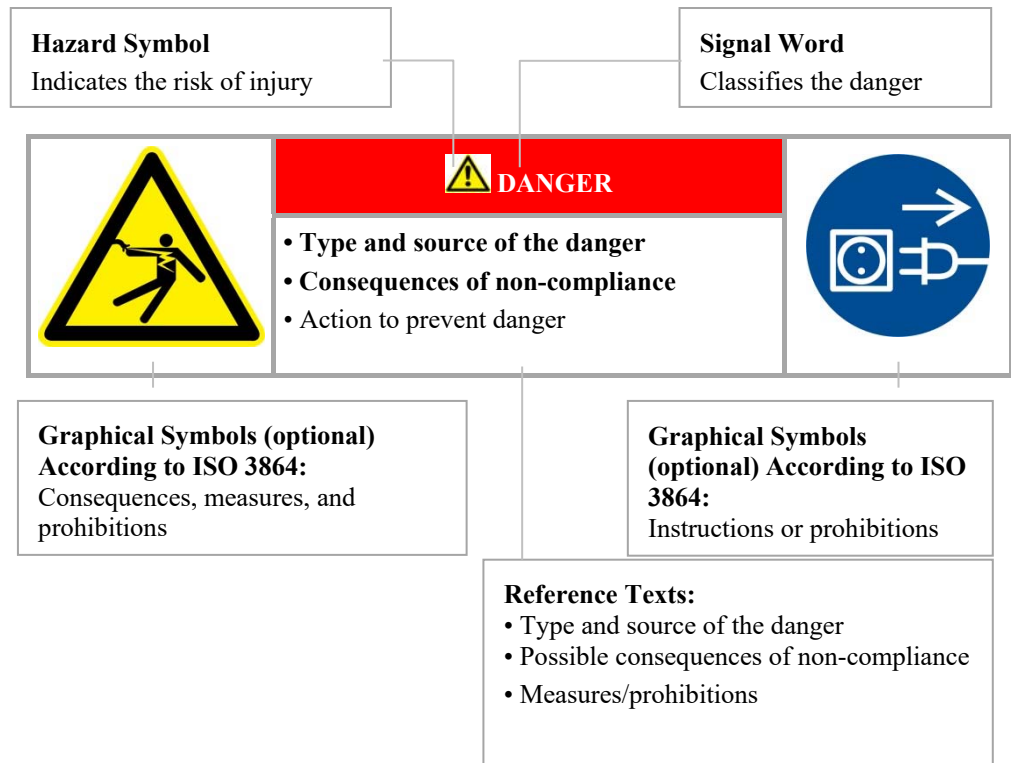 Hazard Symbol
Indicates the risk of injury
Signal Word
Classifies the danger
DANGER
• Type and source of the danger
• Consequences of non-compliance
• Action to prevent danger
Graphical Symbols (optional)
According to ISO 3864:
Consequences, measures, and
prohibitions
Graphical Symbols
(optional) According to ISO
3864:
Instructions or prohibitions
Reference Texts:
• Type and source of the danger
• Possible consequences of non-compliance
• Measures/prohibitions